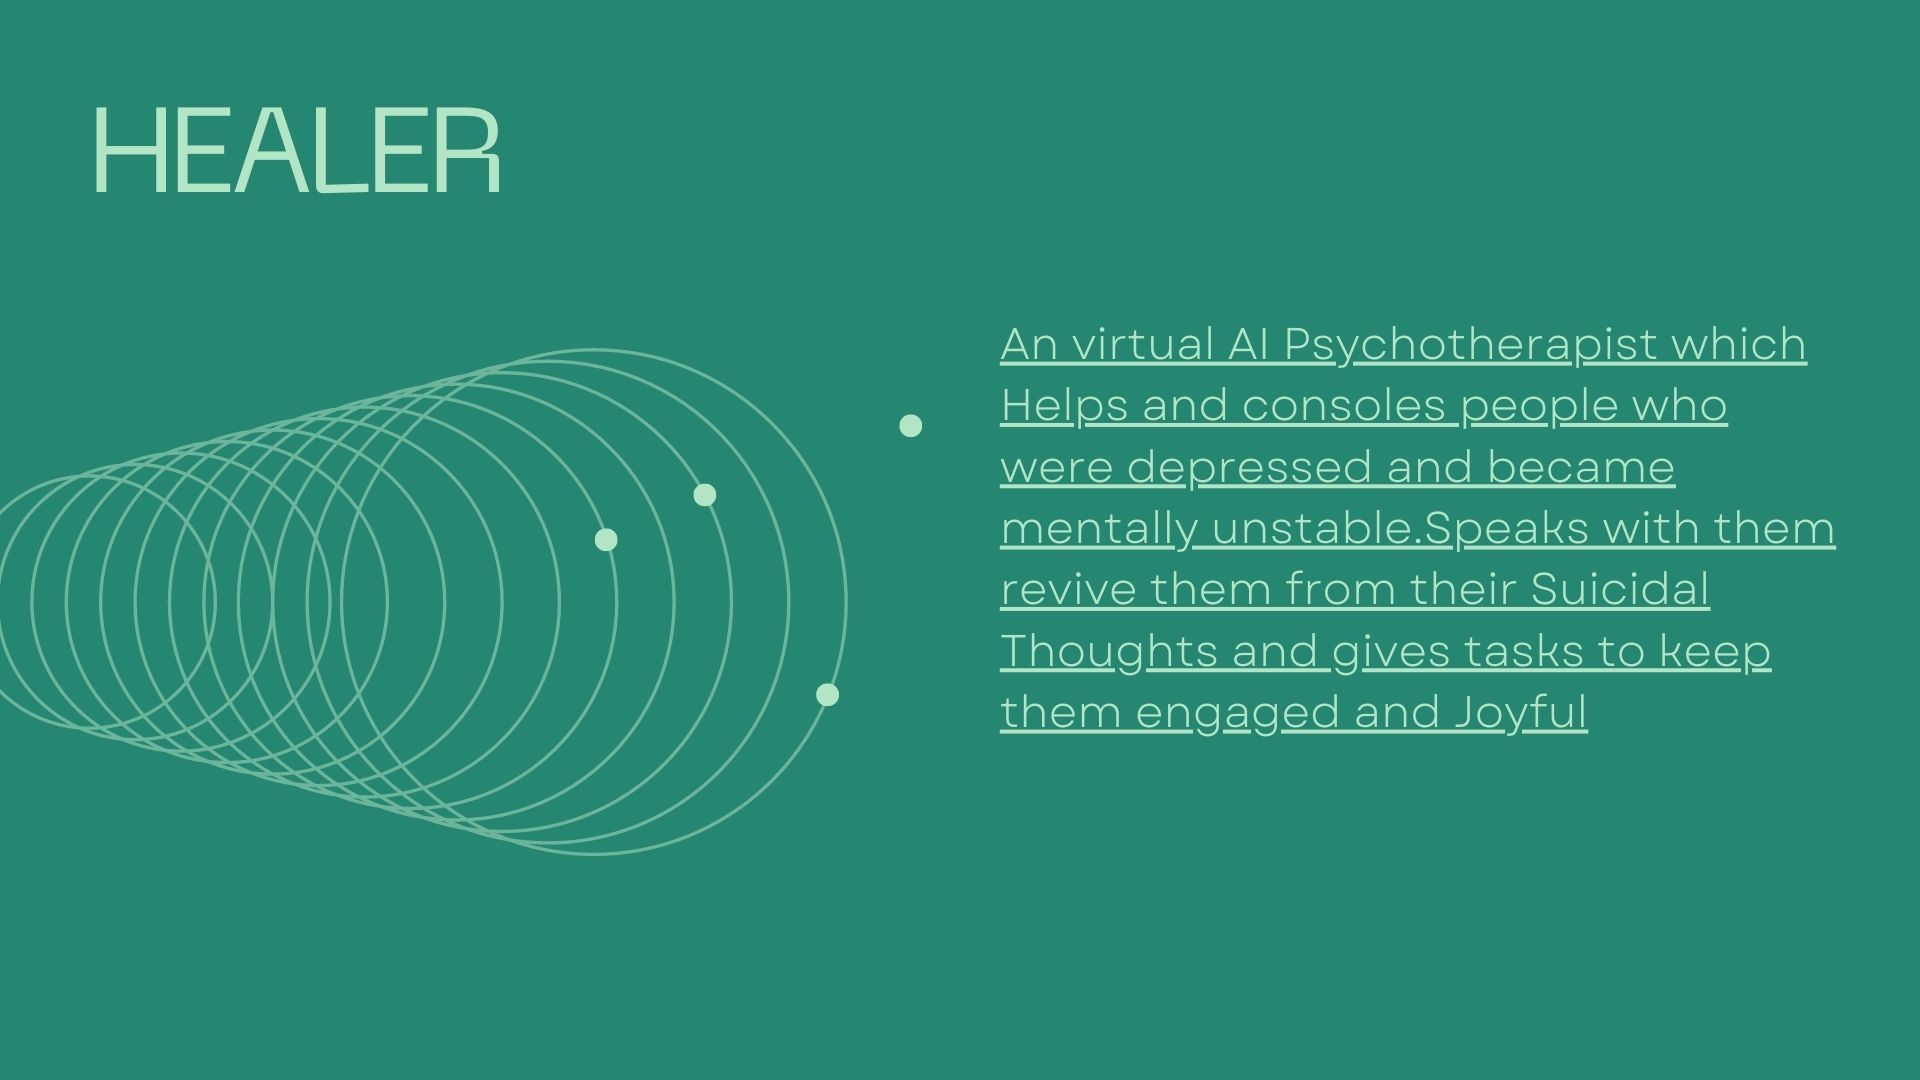 HEALER
An virtual AI Psychotherapist which
Helps and consoles people who
were depressed and became
mentally unstable.Speaks with them
revive them from their Suicidal
Thoughts and gives tasks to keep
them engaged and Joyful